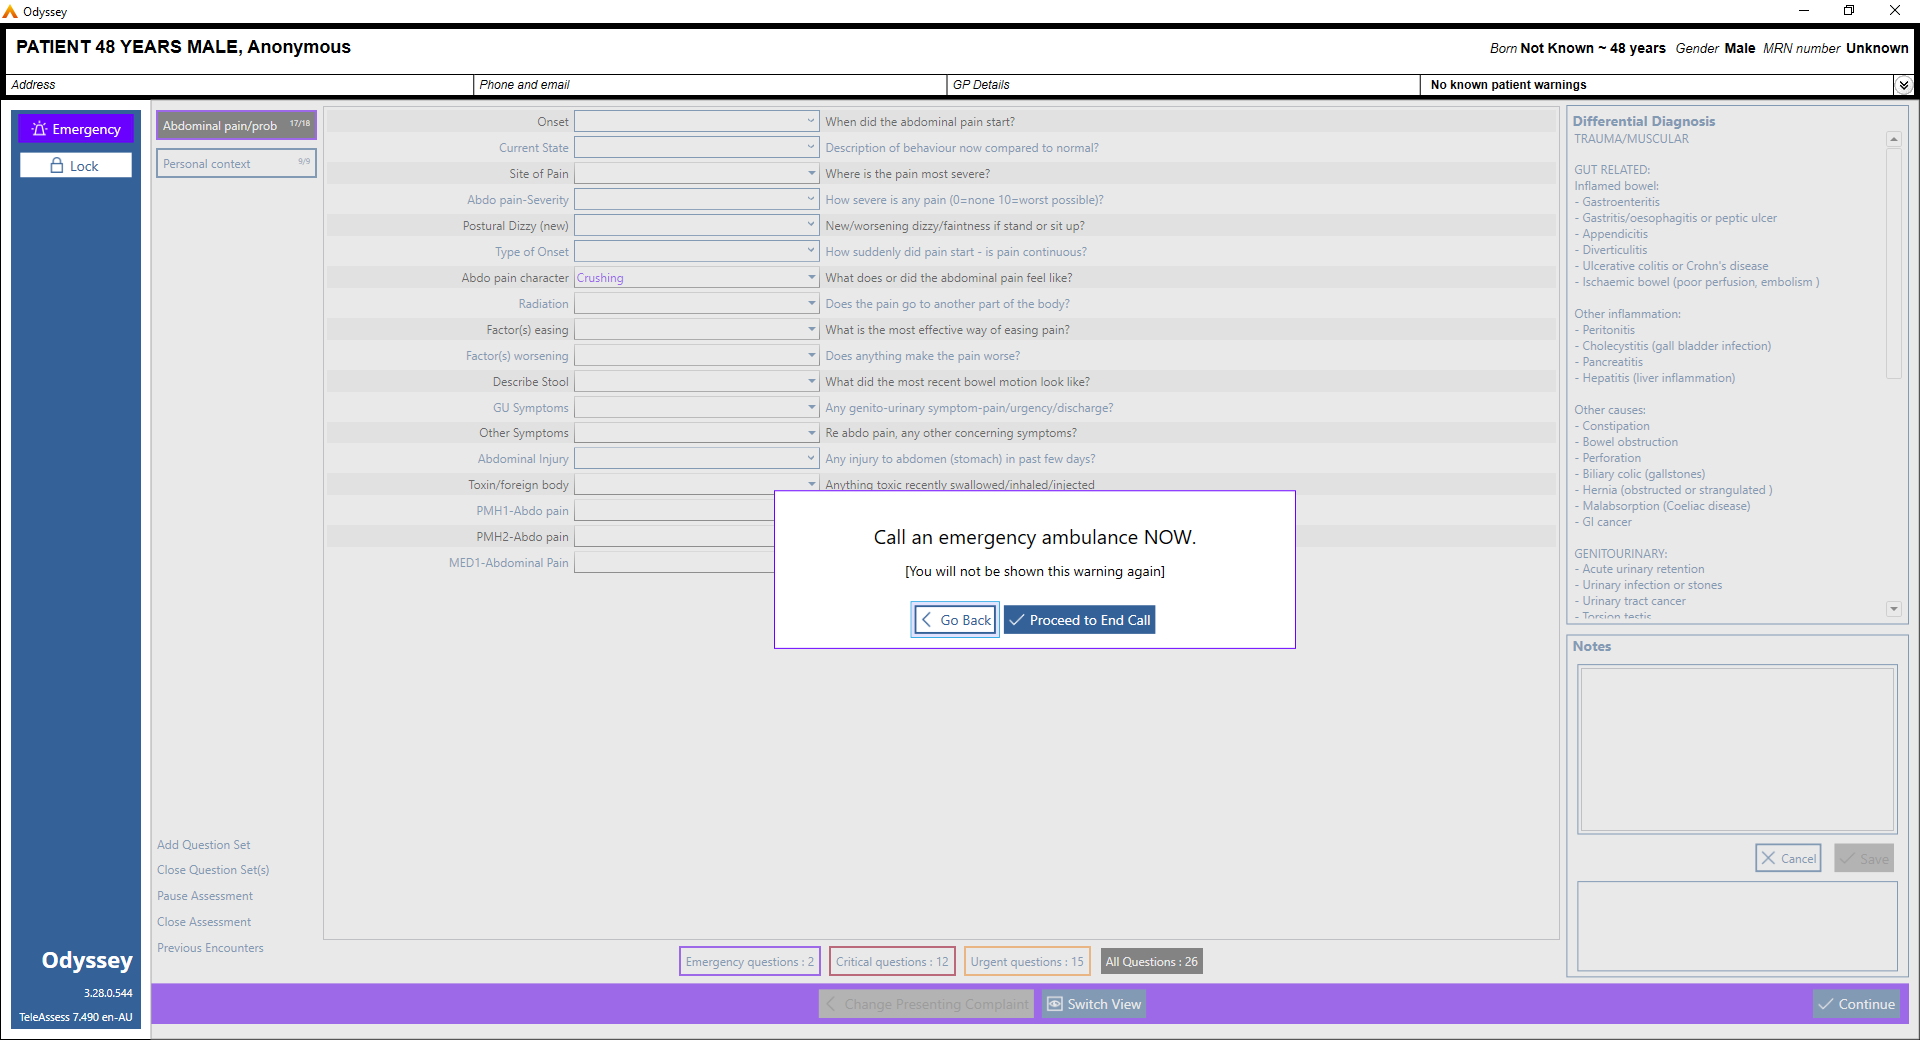 Odyssey
PATIENT 48 YEARS MALE, Anonymous
Born Not Known ~ 48 years Gender Male MRN number Unknown
Address
Phone and email
GP Details
No known patient warnings
Emergency
Lock
Abdominal pain/prob 17/18
Personal context 9/9
Onset
When did the abdominal pain start?
Current State
Description of behaviour now compared to normal?
Site of Pain
Where is the pain most severe?
Abdo pain-Severity
How severe is any pain (0=none 10=worst possible)?
Postural Dizzy (new)
New/worsening dizzy/faintness if stand or sit up?
Type of Onset
How suddenly did pain start - is pain continuous?
Abdo pain character
Crushing
What does or did the abdominal pain feel like?
Radiation
Does the pain go to another part of the body?
Factor(s) easing
What is the most effective way of easing pain?
Factor(s) worsening
Does anything make the pain worse?
Describe Stool
What did the most recent bowel motion look like?
GU Symptoms
Any genito-urinary symptom-pain/urgency/discharge?
Other Symptoms
Re abdo pain, any other concerning symptoms?
Abdominal Injury
Any injury to abdomen (stomach) in past few days?
Toxin/foreign body
Anything toxic recently swallowed/inhaled/injected
PMH1-Abdo pain
PMH2-Abdo pain
MED1-Abdominal Pain
Call an emergency ambulance NOW.
[You will not be shown this warning again]
Go Back
Proceed to End Call
Differential Diagnosis
TRAUMA/MUSCULAR
GUT RELATED:
Inflamed bowel:
- Gastroenteritis
- Gastritis/oesophagitis or peptic ulcer
- Appendicitis
- Diverticulitis
- Ulcerative colitis or Crohn's disease
- Ischaemic bowel (poor perfusion, embolism )
Other inflammation:
- Peritonitis
- Cholecystitis (gall bladder infection)
- Pancreatitis
- Hepatitis (liver inflammation)
Other causes:
- Constipation
- Bowel obstruction
- Perforation
- Biliary colic (gallstones)
- Hernia (obstructed or strangulated )
- Malabsorption (Coeliac disease)
- GI cancer
GENITOURINARY:
- Acute urinary retention
- Urinary infection or stones
- Urinary tract cancer
- Torsion testis
Notes
Cancel
Save
Add Question Set
Close Question Set(s)
Pause Assessment
Close Assessment
Previous Encounters
Emergency questions : 2
Critical questions : 12
Urgent questions : 15
All Questions : 26
Odyssey
3.28.0.544
TeleAssess 7.490 en-AU
Change Presenting Complaint
Switch View
Continue